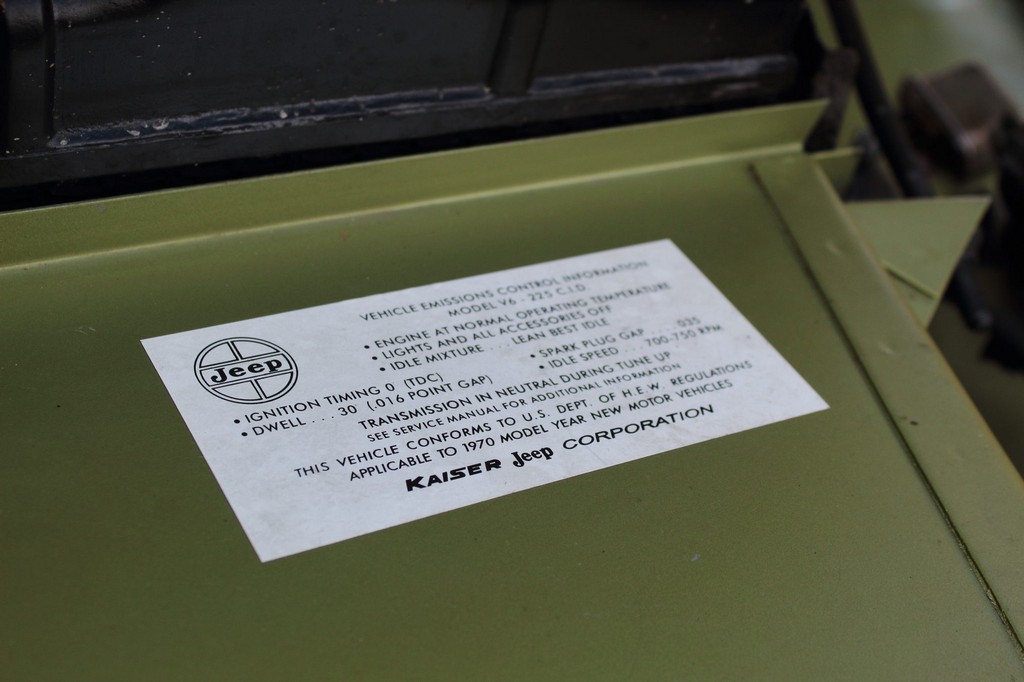 VEHICLE EMISSIONS CONTROL INFORMATION
MODEL V6 - 225 C.I.D.
• ENGINE AT NORMAL OPERATING TEMPERATURE
• LIGHTS AND ALL ACCESSORIES OFF
• IDLE MIXTURE . . . LEAN BEST IDLE
Jeep
• IGNITION TIMING 0 (TDC) • SPARK PLUG GAP . . . .035
• DWELL . . . 30° (.016 POINT GAP) • IDLE SPEED . . . 700-750 RPM
TRANSMISSION IN NEUTRAL DURING TUNE UP
SEE SERVICE MANUAL FOR ADDITIONAL INFORMATION
THIS VEHICLE CONFORMS TO U.S. DEPT. OF H.E.W. REGULATIONS
APPLICABLE TO 1970 MODEL YEAR NEW MOTOR VEHICLES
KAISER Jeep CORPORATION